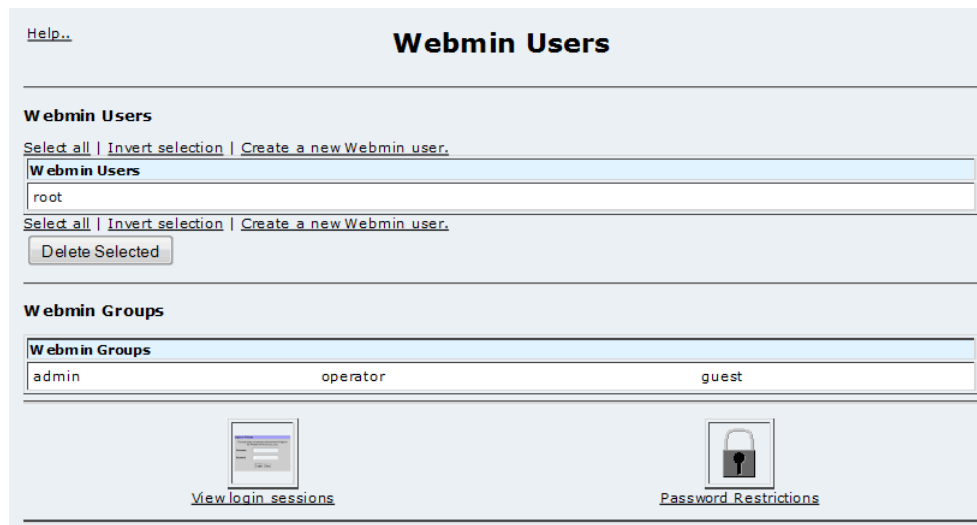 Help..
Webmin Users
Webmin Users
Select all | Invert selection | Create a new Webmin user.
Webmin Users
root
Select all | Invert selection | Create a new Webmin user.
Delete Selected
Webmin Groups
Webmin Groups
admin operator guest
View login sessions Password Restrictions